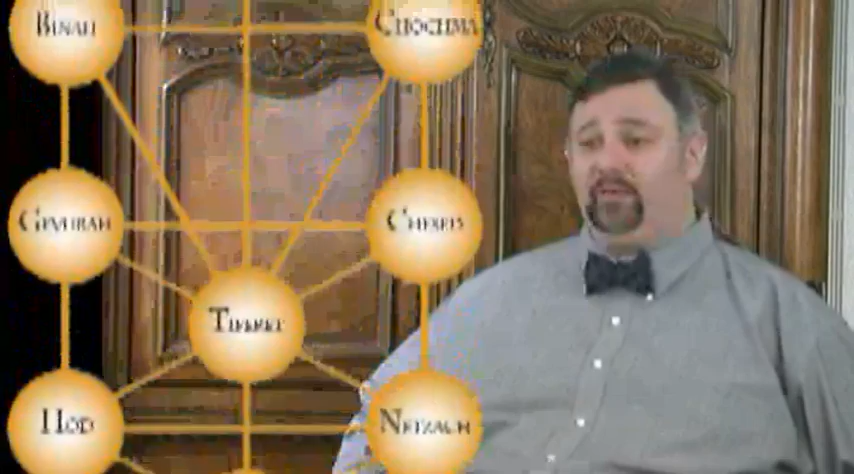 BINAH
CHOCHMA
GEVURAH
CHESED
TIFERET
HOD
NETZACH